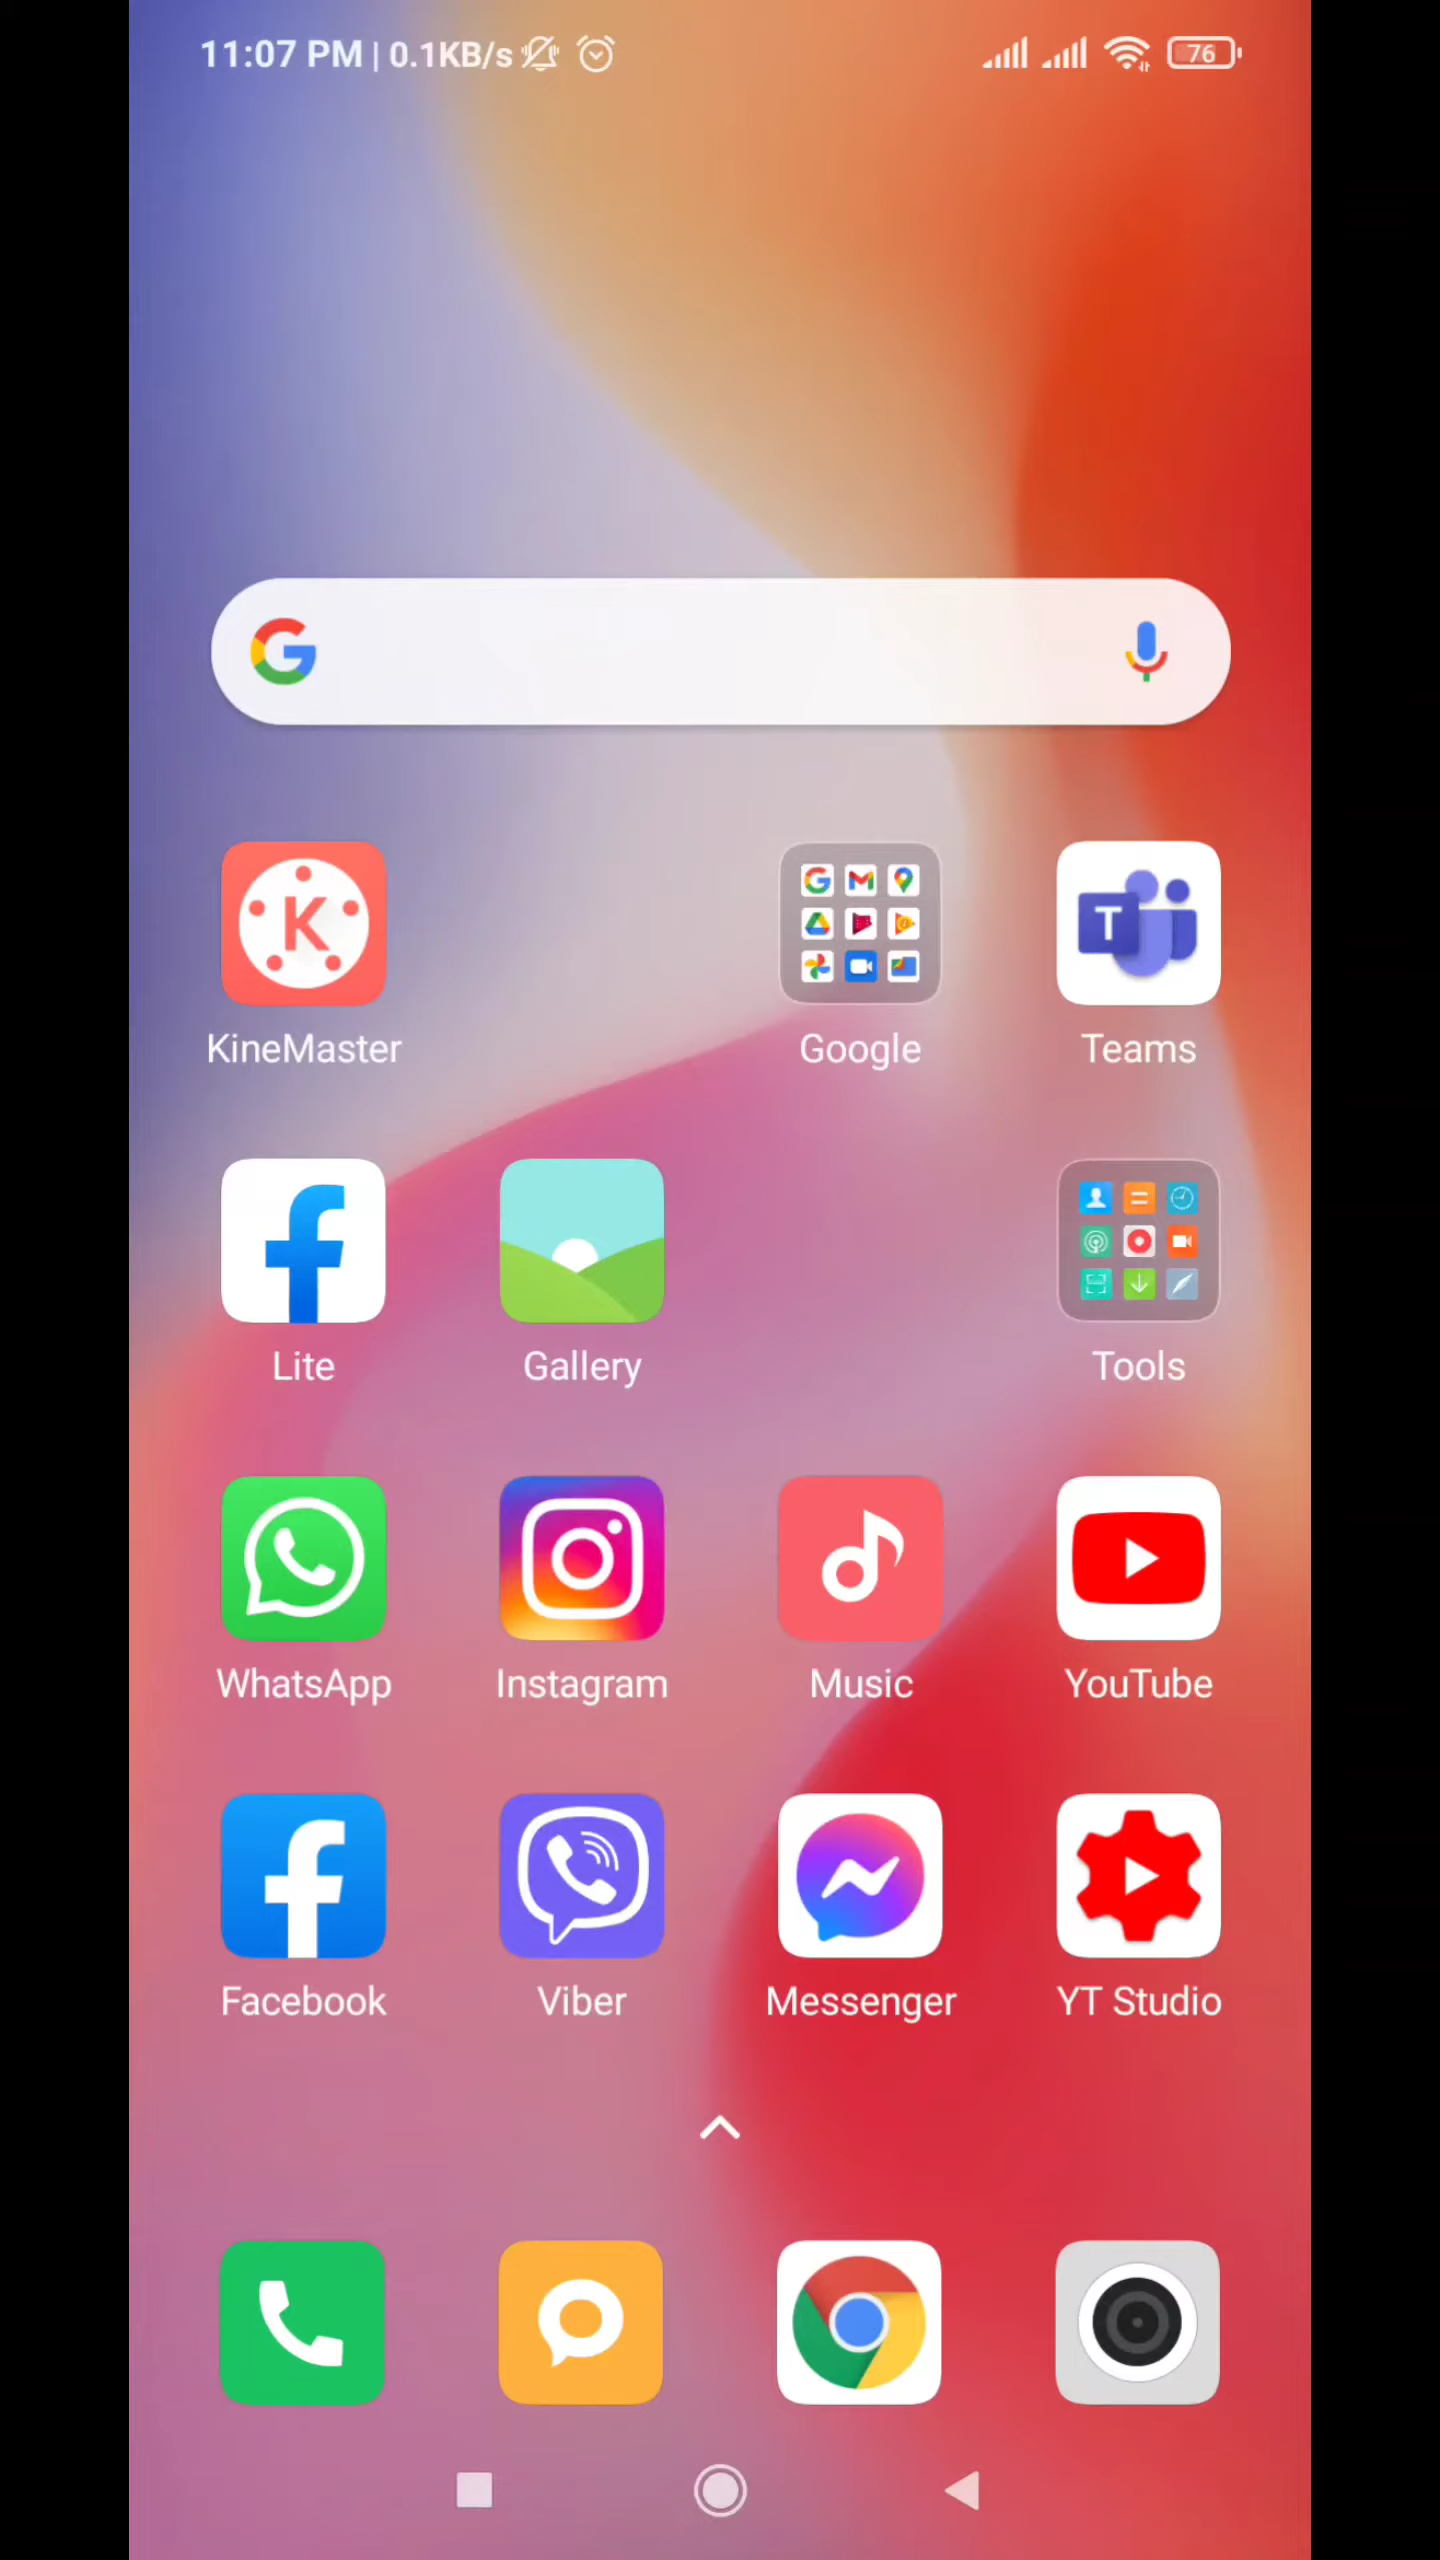 11:07 PM | 0.1KB/s 76
KineMaster Google Teams
Lite Gallery Tools
WhatsApp Instagram Music YouTube
Facebook Viber Messenger YT Studio